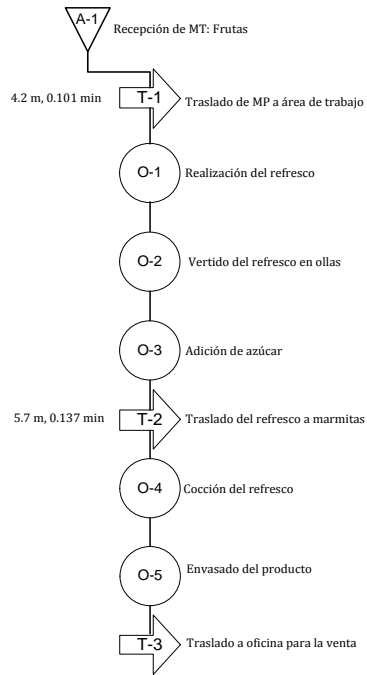 A-1
Recepción de MT: Frutas
4.2 m, 0.101 min
T-1
Traslado de MP a área de trabajo
O-1
Realización del refresco
O-2
Vertido del refresco en ollas
O-3
Adición de azúcar
5.7 m, 0.137 min
T-2
Traslado del refresco a marmitas
O-4
Cocción del refresco
O-5
Envasado del producto
T-3
Traslado a oficina para la venta